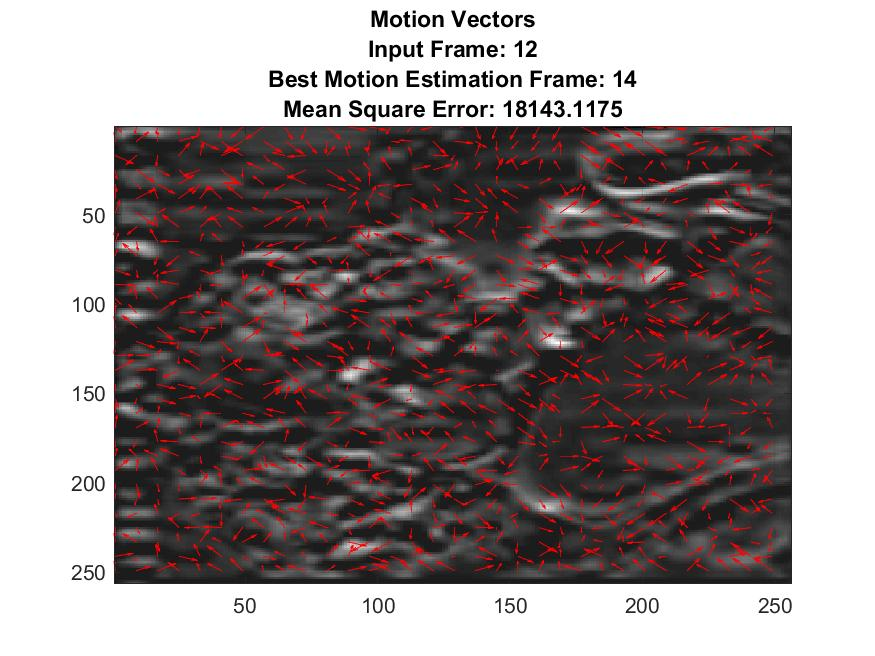 Motion Vectors
Input Frame: 12
Best Motion Estimation Frame: 14
Mean Square Error: 18143.1175
50
100
150
200
250
50 100 150 200 250